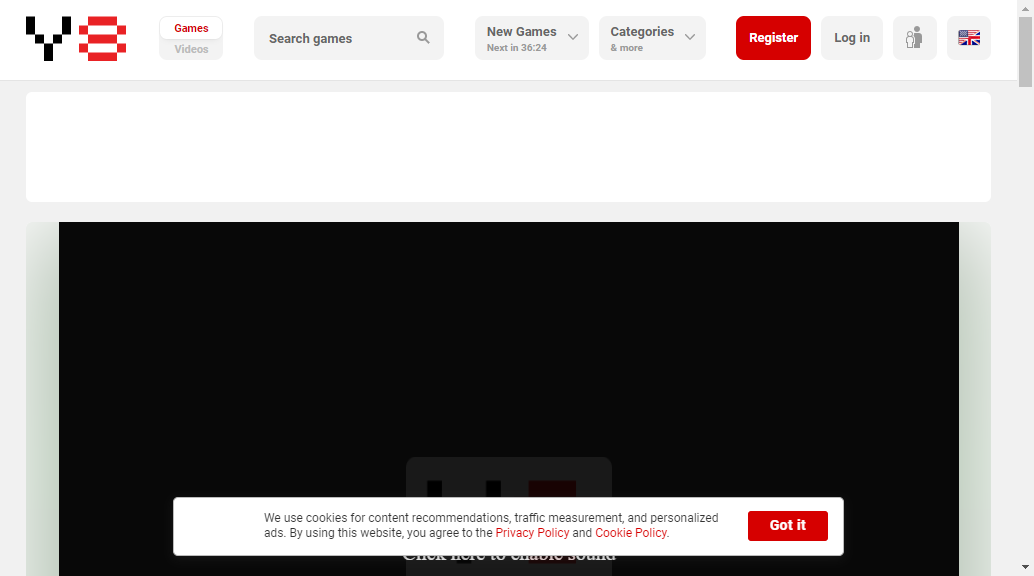 Y8
Games
Videos
Search games
New Games
Next in 36:24
Categories
& more
Register
Log in
We use cookies for content recommendations, traffic measurement, and personalized
ads. By using this website, you agree to the Privacy Policy and Cookie Policy.
Got it
Click here to enable sound